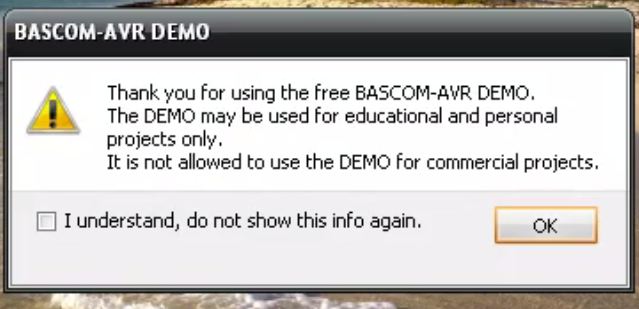 BASCOM-AVR DEMO
Thank you for using the free BASCOM-AVR DEMO.
The DEMO may be used for educational and personal
projects only.
It is not allowed to use the DEMO for commercial projects.
I understand, do not show this info again.
OK